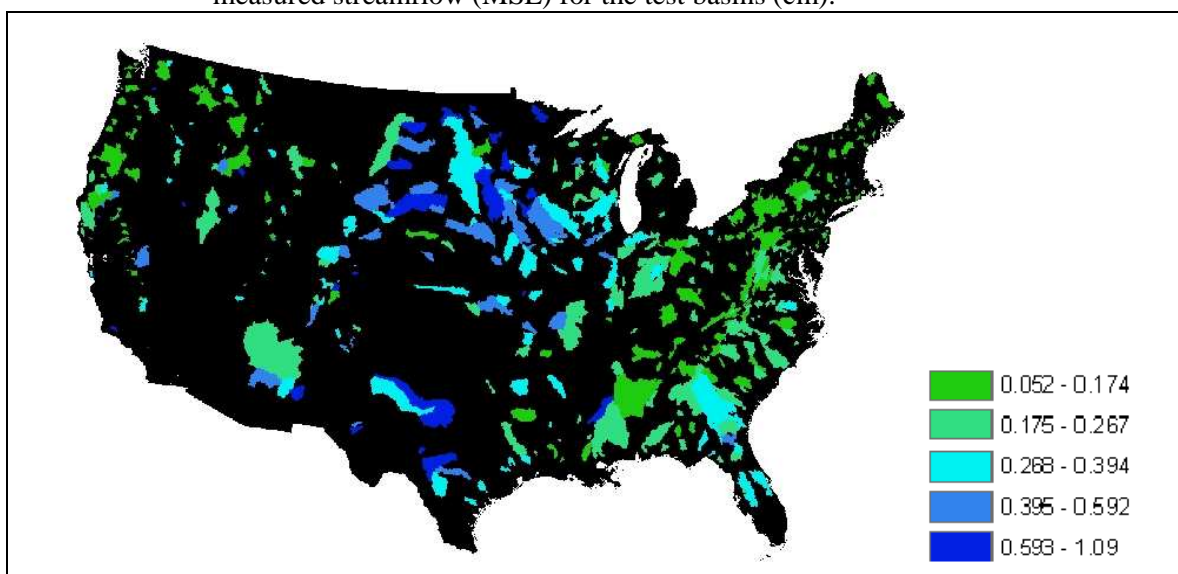 measured streamflow (MSE) for the test basins (cm).
0.052 - 0.174
0.175 - 0.267
0.268 - 0.394
0.395 - 0.592
0.593 - 1.09